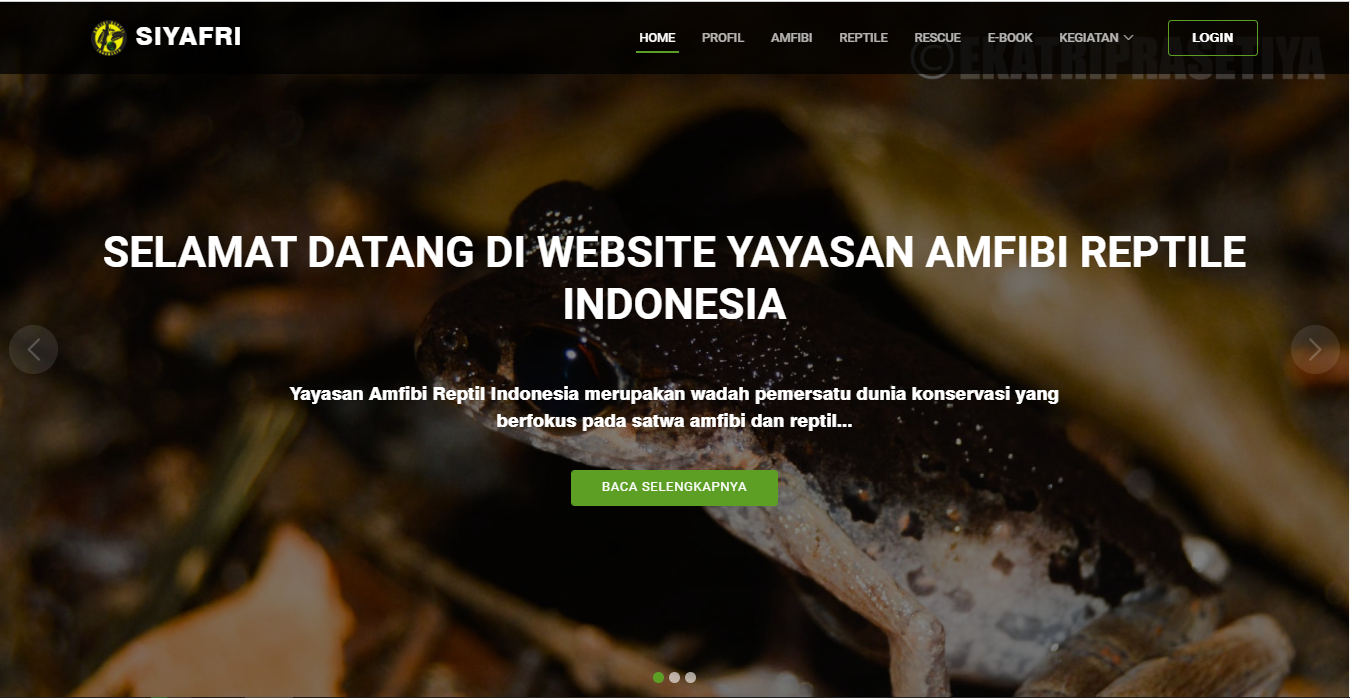 SIYAFRI
HOME PROFIL AMFIBI REPTILE RESCUE E-BOOK KEGIATAN LOGIN
©EKATRIPRASETIYA
SELAMAT DATANG DI WEBSITE YAYASAN AMFIBI REPTILE
INDONESIA
Yayasan Amfibi Reptil Indonesia merupakan wadah pemersatu dunia konservasi yang
berfokus pada satwa amfibi dan reptil...
BACA SELENGKAPNYA